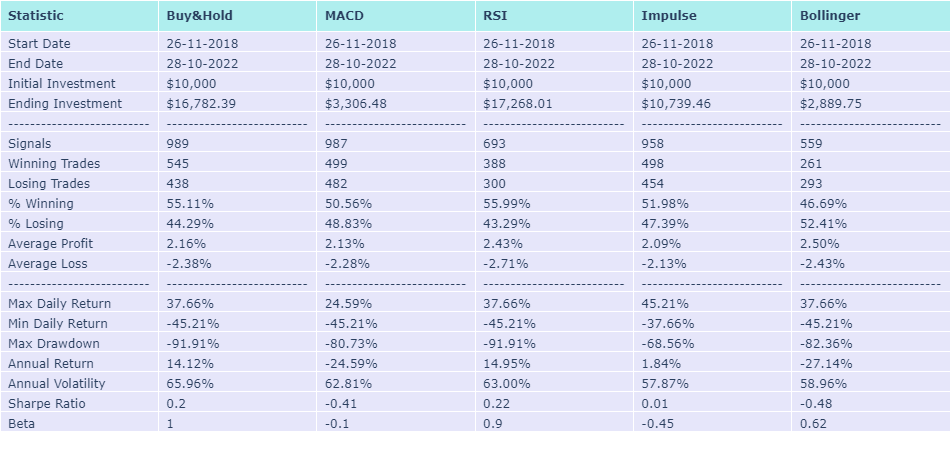 Statistic Buy&Hold MACD RSI Impulse Bollinger
Start Date 26-11-2018 26-11-2018 26-11-2018 26-11-2018 26-11-2018
End Date 28-10-2022 28-10-2022 28-10-2022 28-10-2022 28-10-2022
Initial Investment $10,000 $10,000 $10,000 $10,000 $10,000
Ending Investment $16,782.39 $3,306.48 $17,268.01 $10,739.46 $2,889.75
-------------------------- -------------------------- -------------------------- -------------------------- -------------------------- --------------------------
Signals 989 987 693 958 559
Winning Trades 545 499 388 498 261
Losing Trades 438 482 300 454 293
% Winning 55.11% 50.56% 55.99% 51.98% 46.69%
% Losing 44.29% 48.83% 43.29% 47.39% 52.41%
Average Profit 2.16% 2.13% 2.43% 2.09% 2.50%
Average Loss -2.38% -2.28% -2.71% -2.13% -2.43%
-------------------------- -------------------------- -------------------------- -------------------------- -------------------------- --------------------------
Max Daily Return 37.66% 24.59% 37.66% 45.21% 37.66%
Min Daily Return -45.21% -45.21% -45.21% -37.66% -45.21%
Max Drawdown -91.91% -80.73% -91.91% -68.56% -82.36%
Annual Return 14.12% -24.59% 14.95% 1.84% -27.14%
Annual Volatility 65.96% 62.81% 63.00% 57.87% 58.96%
Sharpe Ratio 0.2 -0.41 0.22 0.01 -0.48
Beta 1 -0.1 0.9 -0.45 0.62